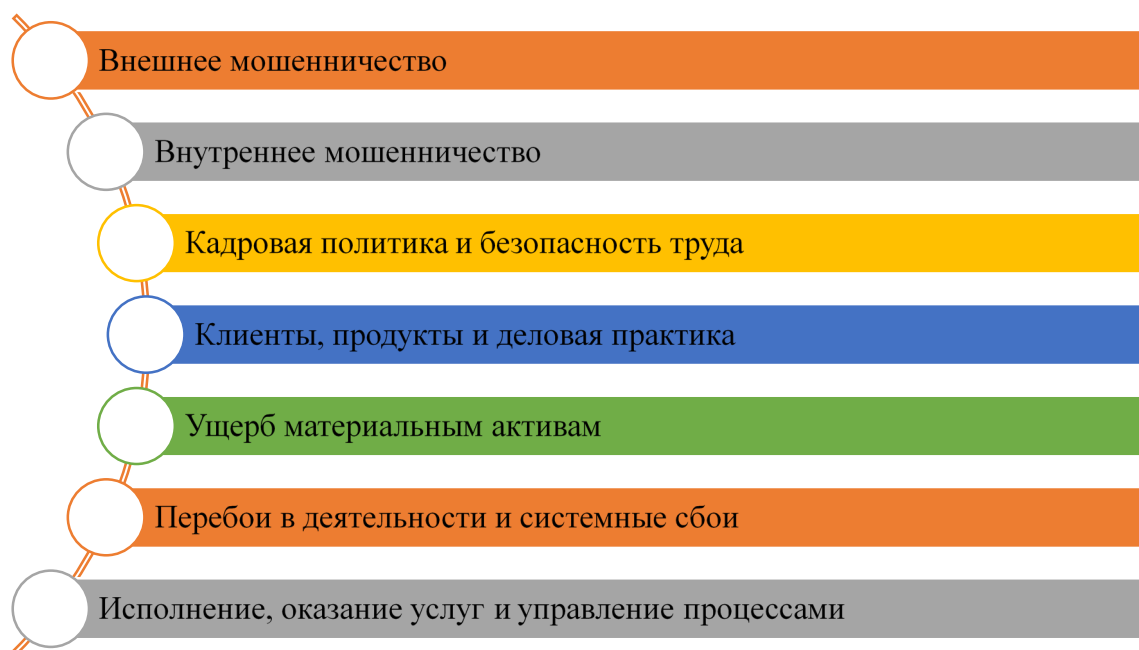 Внешнее мошенничество
Внутреннее мошенничество
Кадровая политика и безопасность труда
Клиенты, продукты и деловая практика
Ущерб материальным активам
Перебои в деятельности и системные сбои
Исполнение, оказание услуг и управление процессами